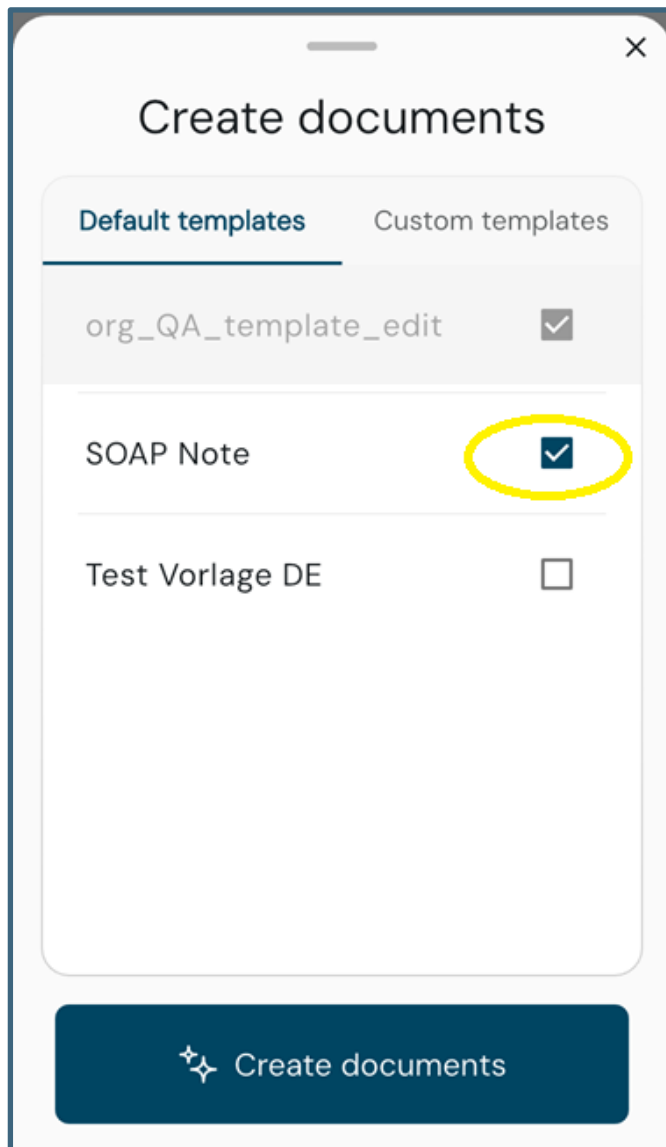 Create documents
Default templates Custom templates
org_QA_template_edit
SOAP Note
Test Vorlage DE
Create documents